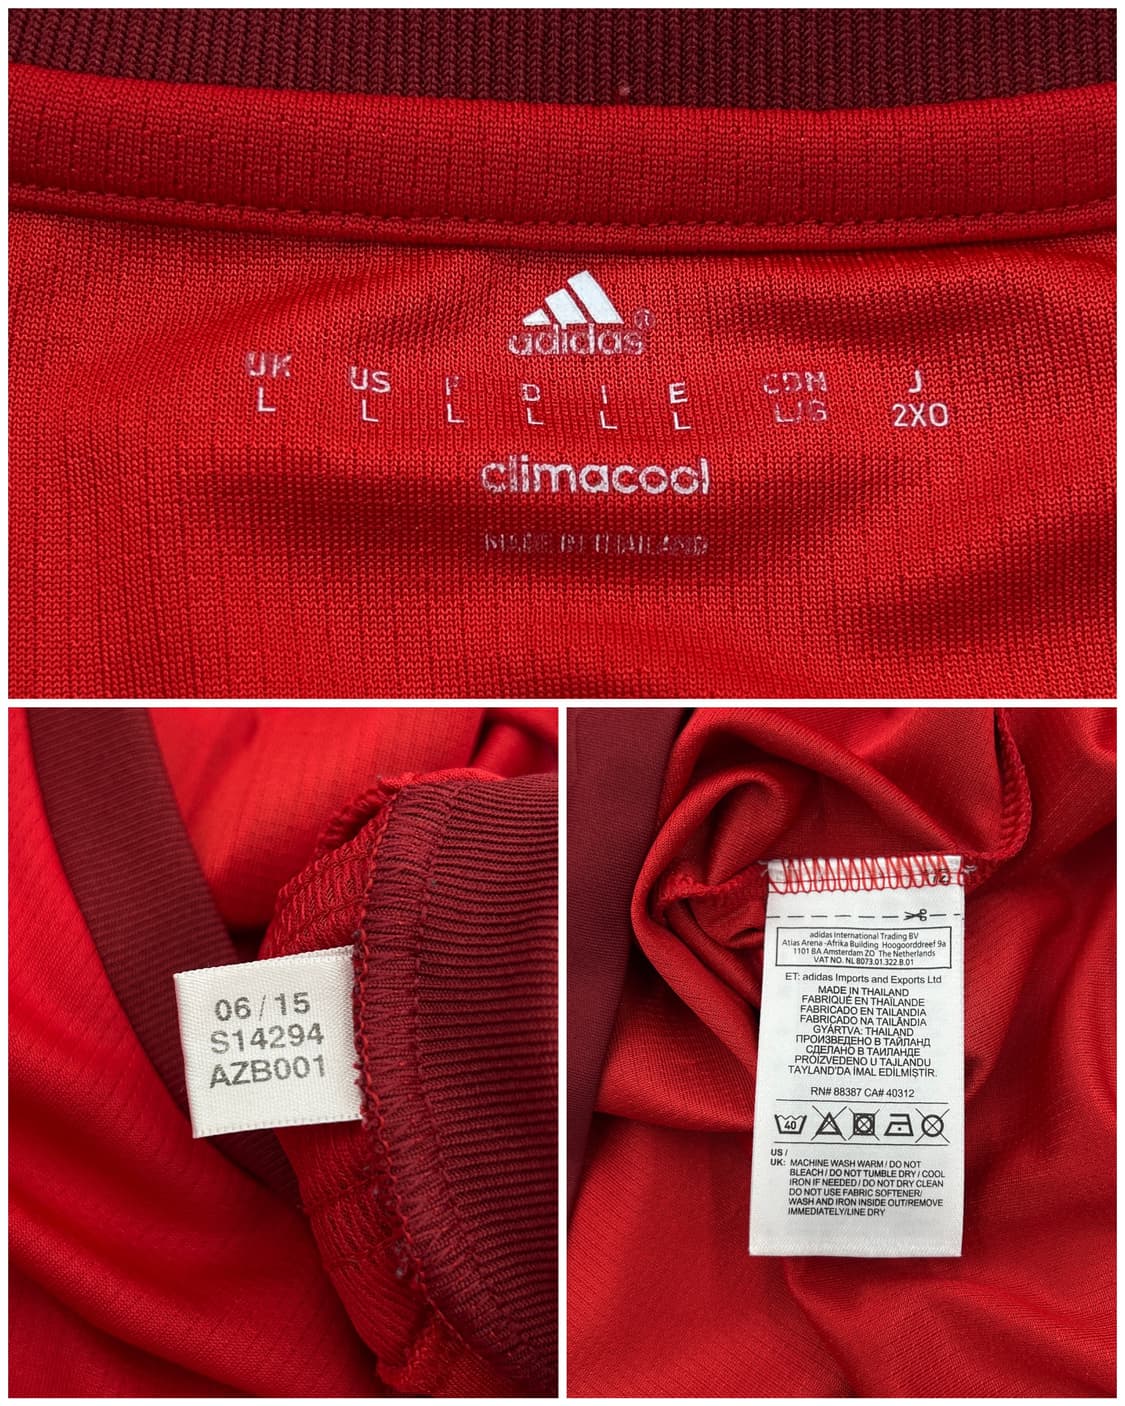 adidas®
UK US F D I E CDN J
L L L L L L L/G 2XO
climacool
MADE IN THAILAND
06/15
S14294
AZB001
adidas International Trading BV
Atlas Arena -Afrika Building Hoogoorddreef 9a
1101 BA Amsterdam ZO The Netherlands
VAT NO. NL 8073.01.322.B.01
ET: adidas Imports and Exports Ltd
MADE IN THAILAND
FABRIQUÉ EN THAÏLANDE
FABRICADO EN TAILANDIA
FABRICADO NA TAILÂNDIA
GYÁRTVA: THAILAND
ПРОИЗВЕДЕНО В ТАЙЛАНД
СДЕЛАНО В ТАИЛАНДЕ
PROIZVEDENO U TAJLANDU
TAYLAND'DA İMAL EDİLMİŞTİR.
RN# 88387 CA# 40312
40
US /
UK: MACHINE WASH WARM / DO NOT
BLEACH / DO NOT TUMBLE DRY / COOL
IRON IF NEEDED / DO NOT DRY CLEAN
DO NOT USE FABRIC SOFTENER/
WASH AND IRON INSIDE OUT/REMOVE
IMMEDIATELY/LINE DRY